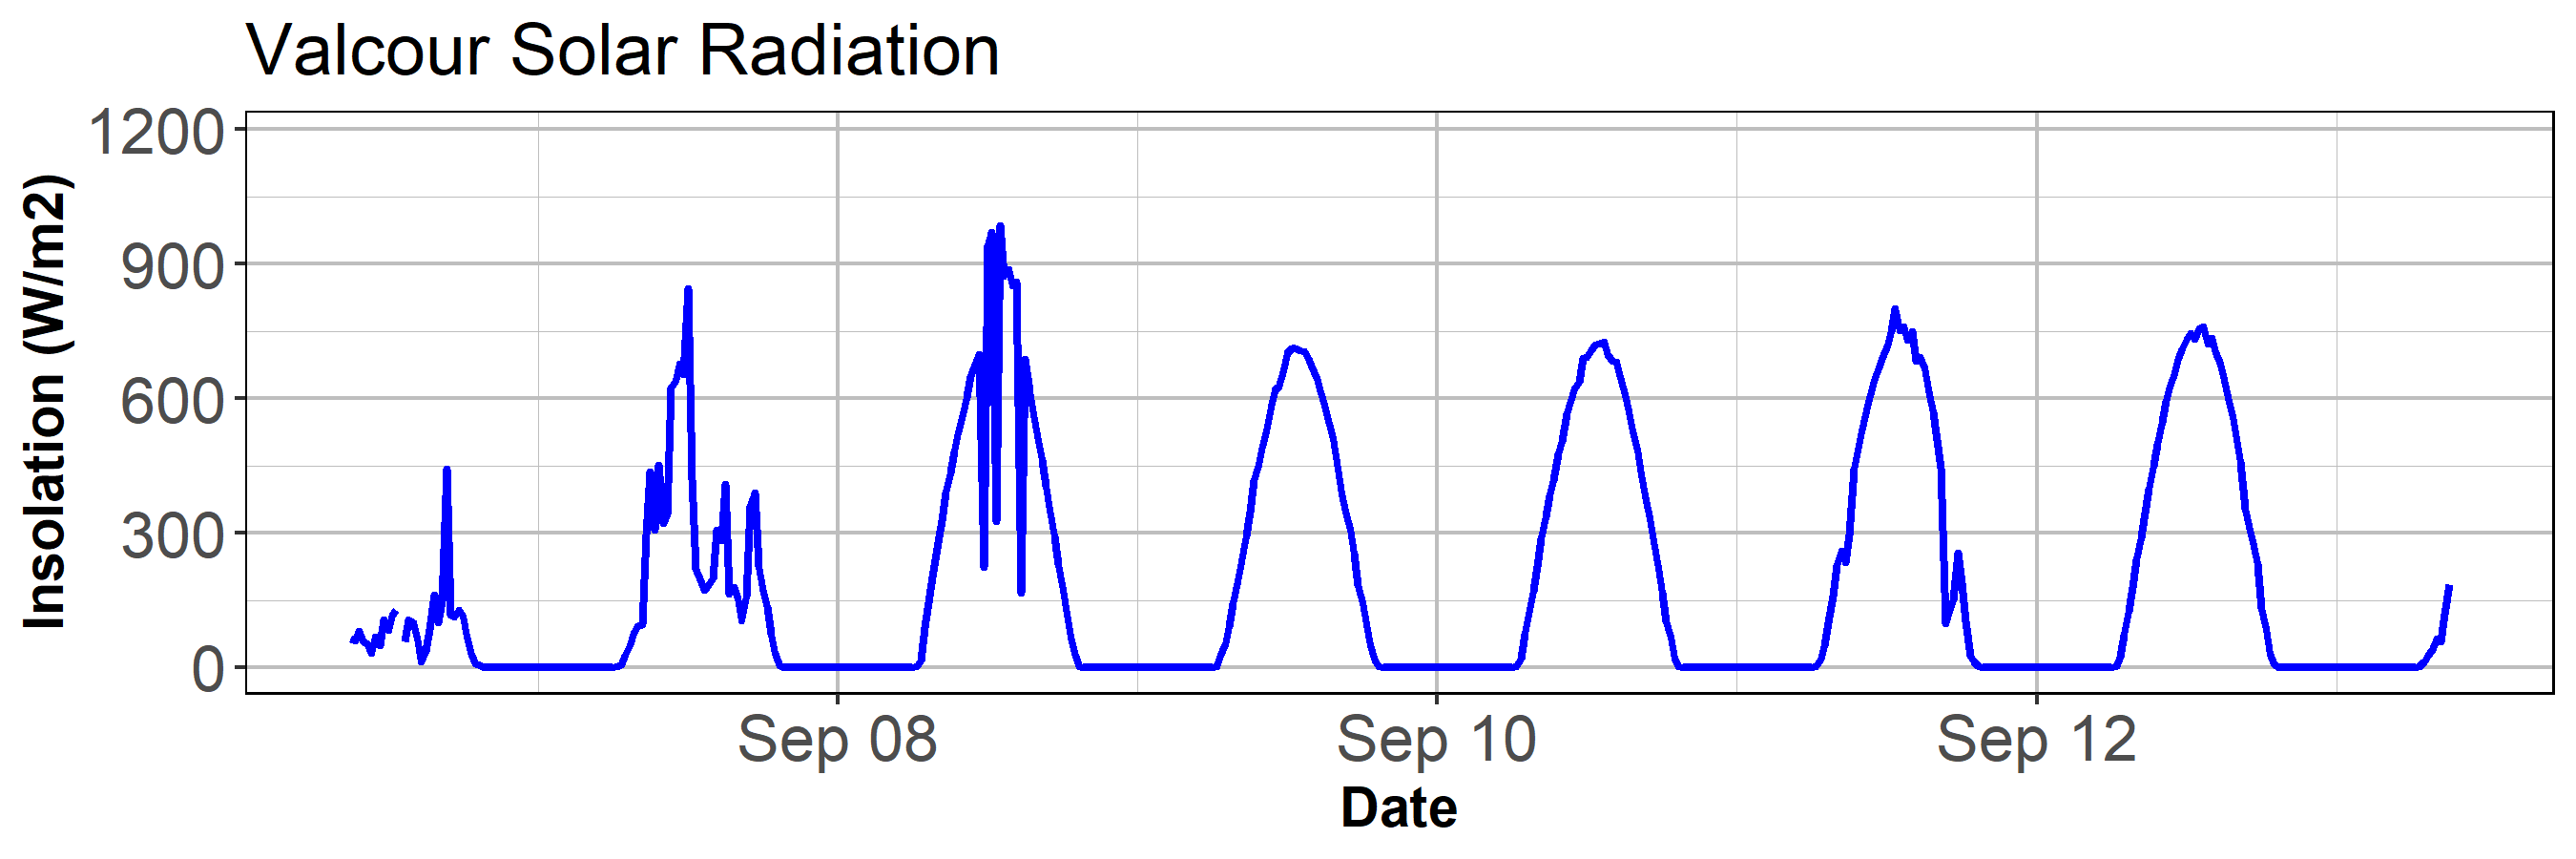 Valcour Solar Radiation
1200
900
600
300
0
Insolation (W/m2)
Sep 08
Sep 10
Sep 12
Date